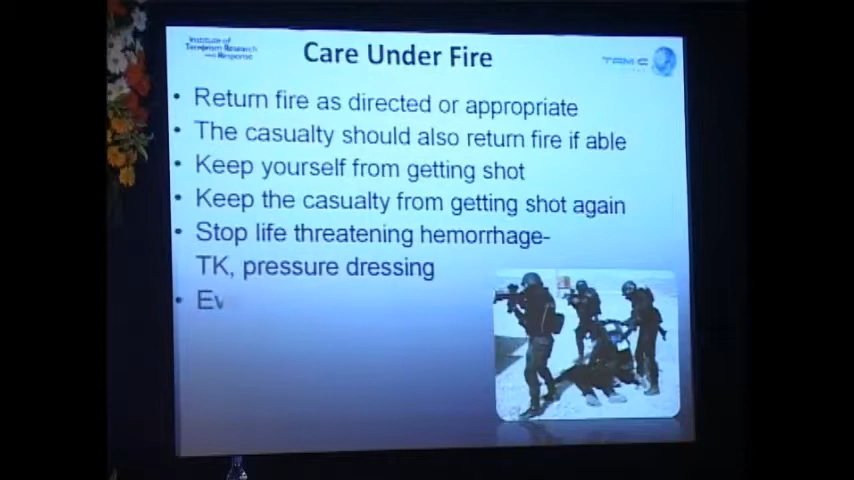 Institute of
Terrorism Research
and Response
Care Under Fire
• Return fire as directed or appropriate
• The casualty should also return fire if able
• Keep yourself from getting shot
• Keep the casualty from getting shot again
• Stop life threatening hemorrhage-
TK, pressure dressing
• Ev